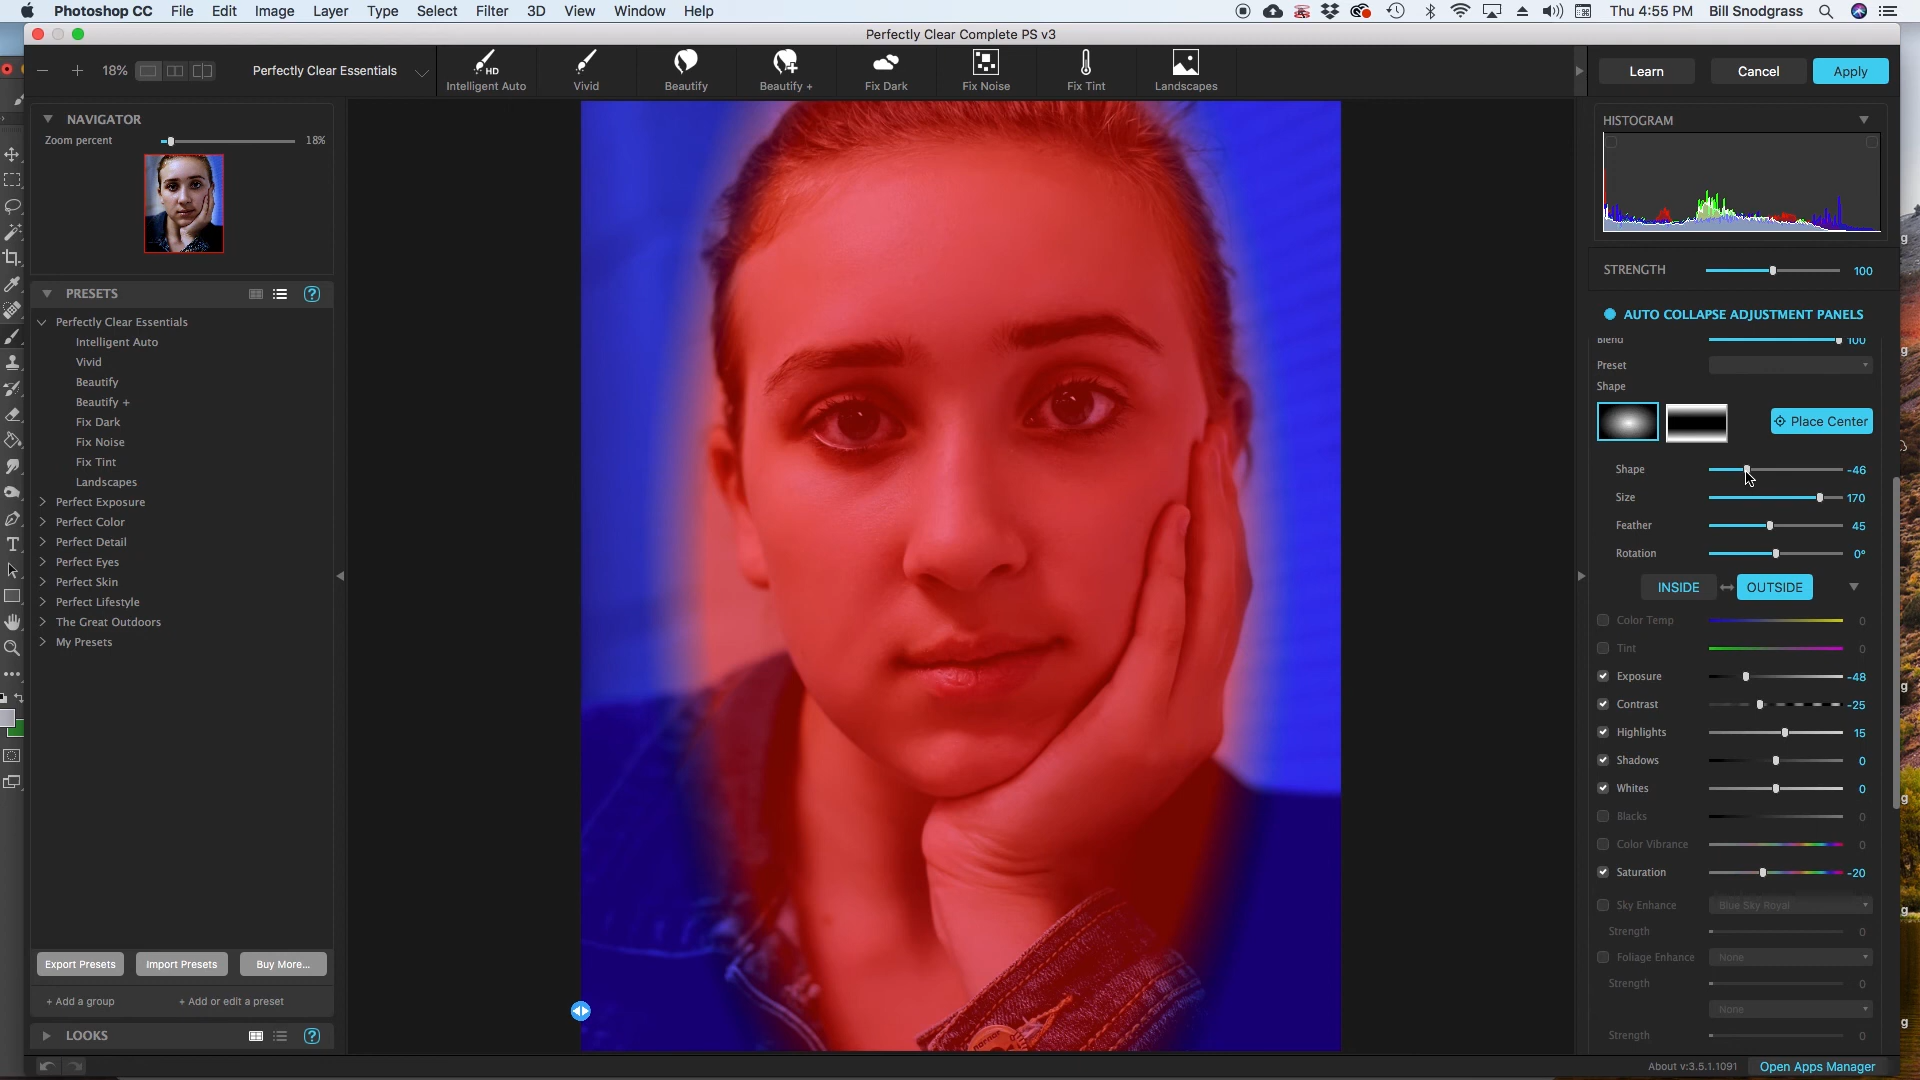 Photoshop CC File Edit Image Layer Type Select Filter 3D View Window Help Thu 4:55 PM Bill Snodgrass
Perfectly Clear Complete PS v3
18% Perfectly Clear Essentials
Intelligent Auto Vivid Beautify Beautify + Fix Dark Fix Noise Fix Tint Landscapes
HD
Learn Cancel Apply
NAVIGATOR
Zoom percent 18%
PRESETS
Perfectly Clear Essentials
Intelligent Auto
Vivid
Beautify
Beautify +
Fix Dark
Fix Noise
Fix Tint
Landscapes
Perfect Exposure
Perfect Color
Perfect Detail
Perfect Eyes
Perfect Skin
Perfect Lifestyle
The Great Outdoors
My Presets
Export Presets Import Presets Buy More...
+ Add a group + Add or edit a preset
LOOKS
HISTOGRAM
STRENGTH 100
AUTO COLLAPSE ADJUSTMENT PANELS
Blend 100
Preset
Shape
Place Center
Shape -46
Size 170
Feather 45
Rotation 0°
INSIDE OUTSIDE
Color Temp 0
Tint 0
Exposure -48
Contrast -25
Highlights 15
Shadows 0
Whites 0
Blacks 0
Color Vibrance 0
Saturation -20
Sky Enhance Blue Sky Royal
Strength 0
Foliage Enhance None
Strength 0
None
Strength 0
About v:3.5.1.1091 Open Apps Manager